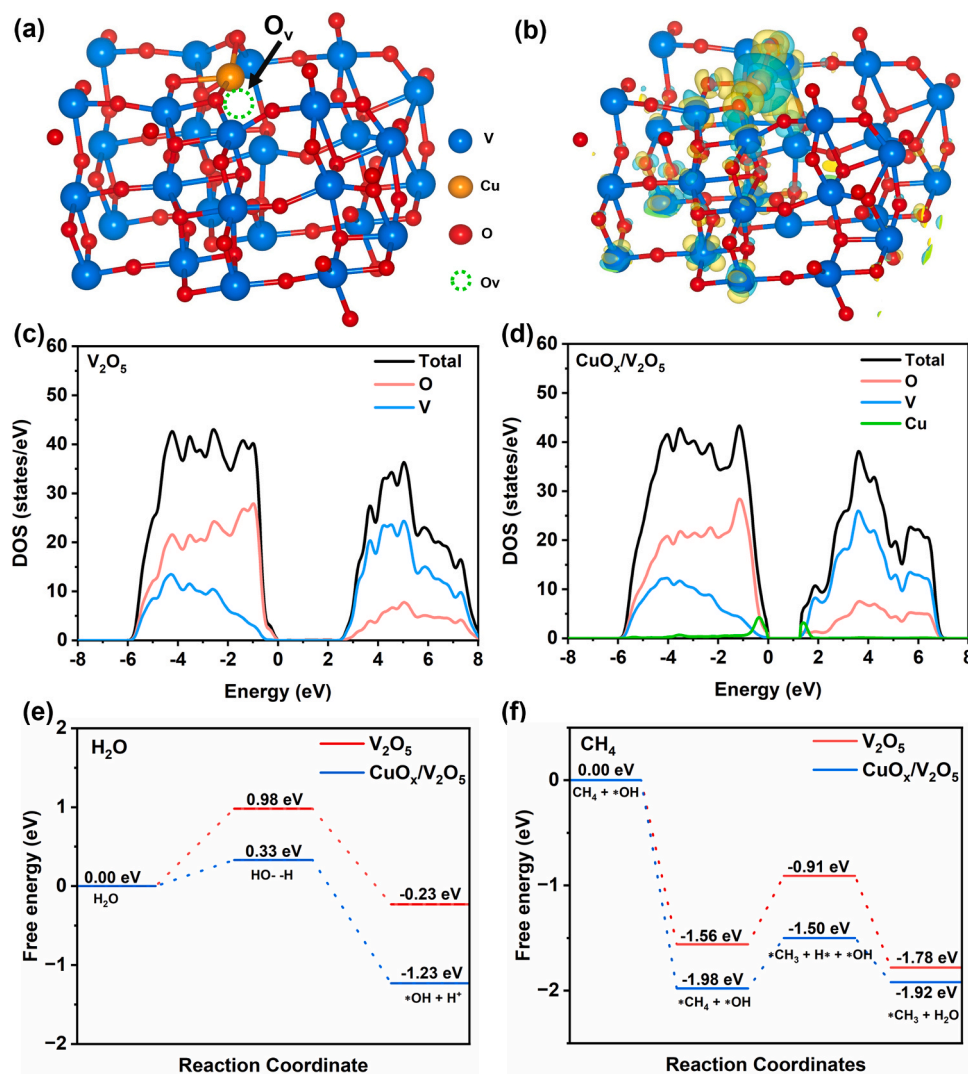 (a)
Oᵥ
V
Cu
O
Ov
(b)
(c)
V₂O₅
Total
O
V
DOS (states/eV)
60
50
40
30
20
10
0
-8 -6 -4 -2 0 2 4 6 8
Energy (eV)
(d)
CuOₓ/V₂O₅
Total
O
V
Cu
DOS (states/eV)
60
50
40
30
20
10
0
-8 -6 -4 -2 0 2 4 6 8
Energy (eV)
(e)
H₂O
V₂O₅
CuOₓ/V₂O₅
Free energy (eV)
2
1
0
−1
−2
0.00 eV
H₂O
0.98 eV
0.33 eV
HO- -H
-0.23 eV
-1.23 eV
*OH + H⁺
Reaction Coordinate
(f)
CH₄
V₂O₅
CuOₓ/V₂O₅
Free energy (eV)
0
−1
−2
0.00 eV
CH₄ + *OH
-1.56 eV
-1.98 eV
*CH₄ + *OH
-0.91 eV
-1.50 eV
*CH₃ + H* + *OH
-1.78 eV
-1.92 eV
*CH₃ + H₂O
Reaction Coordinates